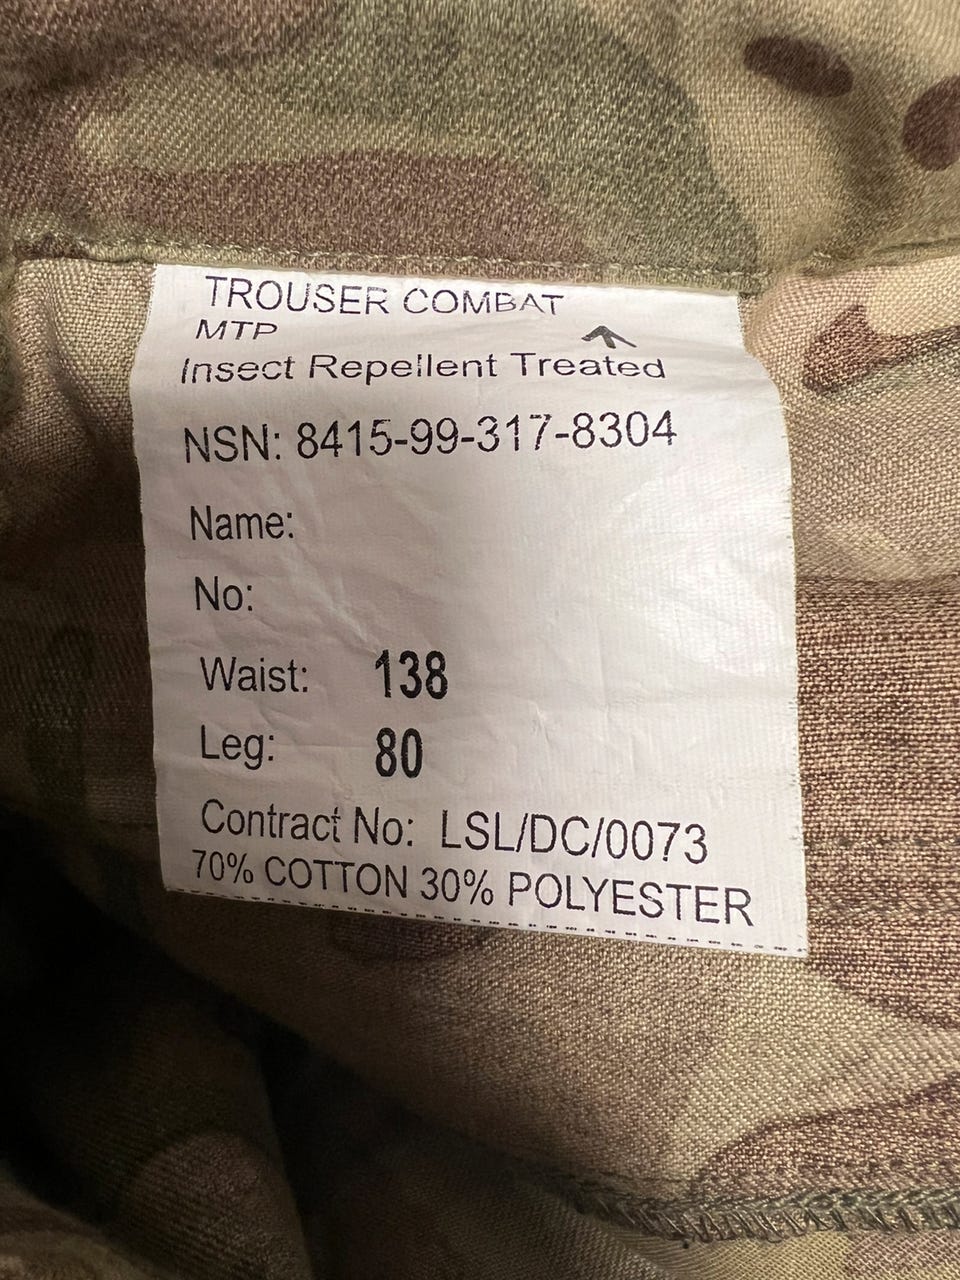 TROUSER COMBAT
MTP
Insect Repellent Treated
NSN: 8415-99-317-8304
Name:
No:
Waist: 138
Leg: 80
Contract No: LSL/DC/0073
70% COTTON 30% POLYESTER